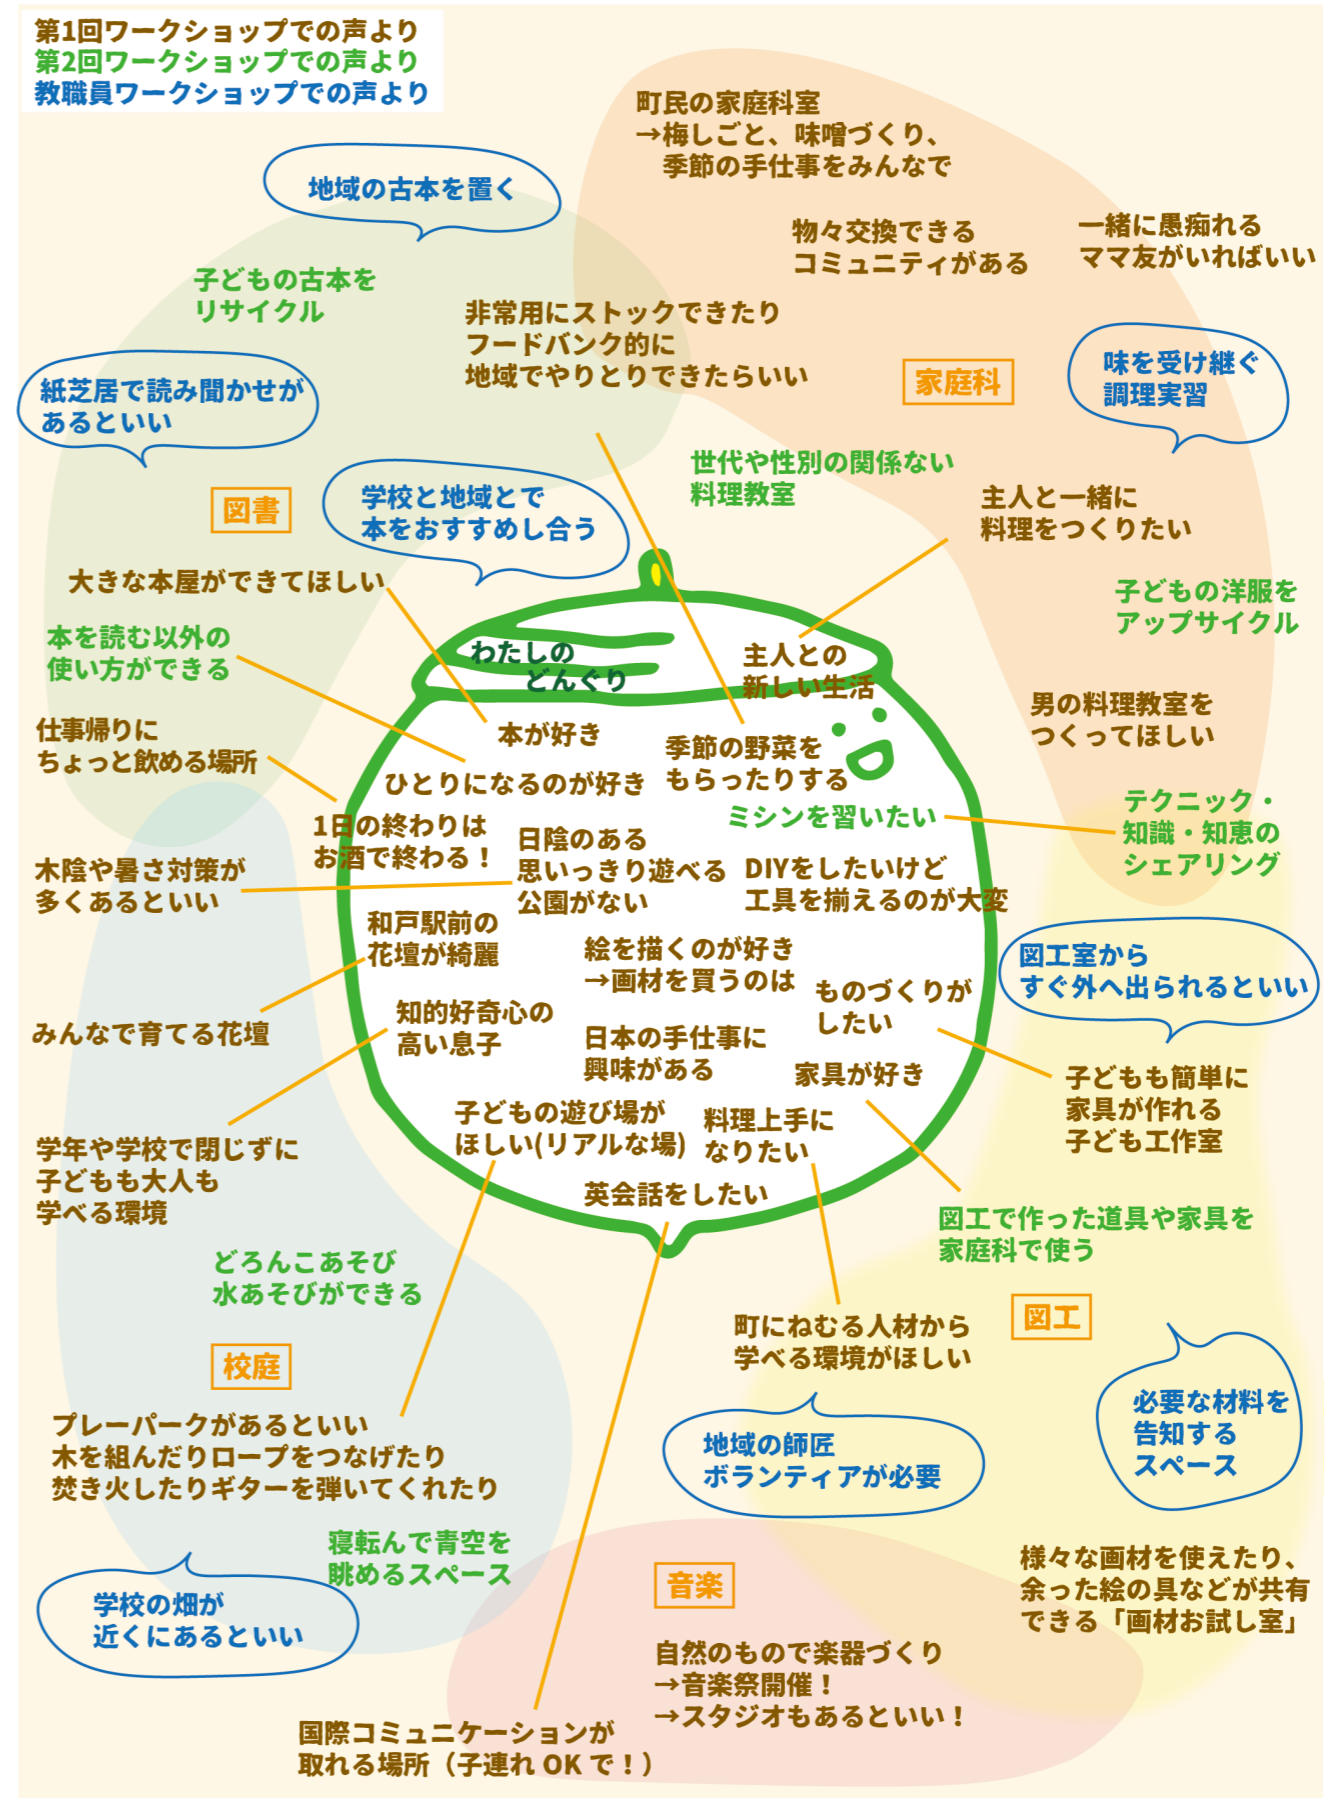 第1回ワークショップでの声より
第2回ワークショップでの声より
教職員ワークショップでの声より
町民の家庭科室
→梅しごと、味噌づくり、
季節の手仕事をみんなで
地域の古本を置く
物々交換できる
コミュニティがある
一緒に愚痴れる
ママ友がいればいい
子どもの古本を
リサイクル
非常用にストックできたり
フードバンク的に
地域でやりとりできたらいい
家庭科
味を受け継ぐ
調理実習
紙芝居で読み聞かせが
あるといい
世代や性別の関係ない
料理教室
図書
学校と地域とで
本をおすすめし合う
主人と一緒に
料理をつくりたい
大きな本屋ができてほしい
子どもの洋服を
アップサイクル
本を読む以外の
使い方ができる
わたしの
どんぐり
主人との
新しい生活
男の料理教室を
つくってほしい
仕事帰りに
ちょっと飲める場所
本が好き
季節の野菜を
もらったりする
ひとりになるのが好き
ミシンを習いたい
テクニック・
知識・知恵の
シェアリング
1日の終わりは
お酒で終わる！
日陰のある
思いっきり遊べる
公園がない
DIYをしたいけど
工具を揃えるのが大変
木陰や暑さ対策が
多くあるといい
和戸駅前の
花壇が綺麗
絵を描くのが好き
→画材を買うのは
ものづくりが
したい
図工室から
すぐ外へ出られるといい
みんなで育てる花壇
知的好奇心の
高い息子
日本の手仕事に
興味がある
家具が好き
子どもも簡単に
家具が作れる
子ども工作室
学年や学校で閉じずに
子どもも大人も
学べる環境
子どもの遊び場が
ほしい(リアルな場)
料理上手に
なりたい
英会話をしたい
図工で作った道具や家具を
家庭科で使う
どろんこあそび
水あそびができる
町にねむる人材から
学べる環境がほしい
図工
校庭
プレーパークがあるといい
木を組んだりロープをつなげたり
焚き火したりギターを弾いてくれたり
地域の師匠
ボランティアが必要
必要な材料を
告知する
スペース
寝転んで青空を
眺めるスペース
学校の畑が
近くにあるといい
音楽
様々な画材を使えたり、
余った絵の具などが共有
できる「画材お試し室」
自然のもので楽器づくり
→音楽祭開催！
→スタジオもあるといい！
国際コミュニケーションが
取れる場所（子連れ OK で！）